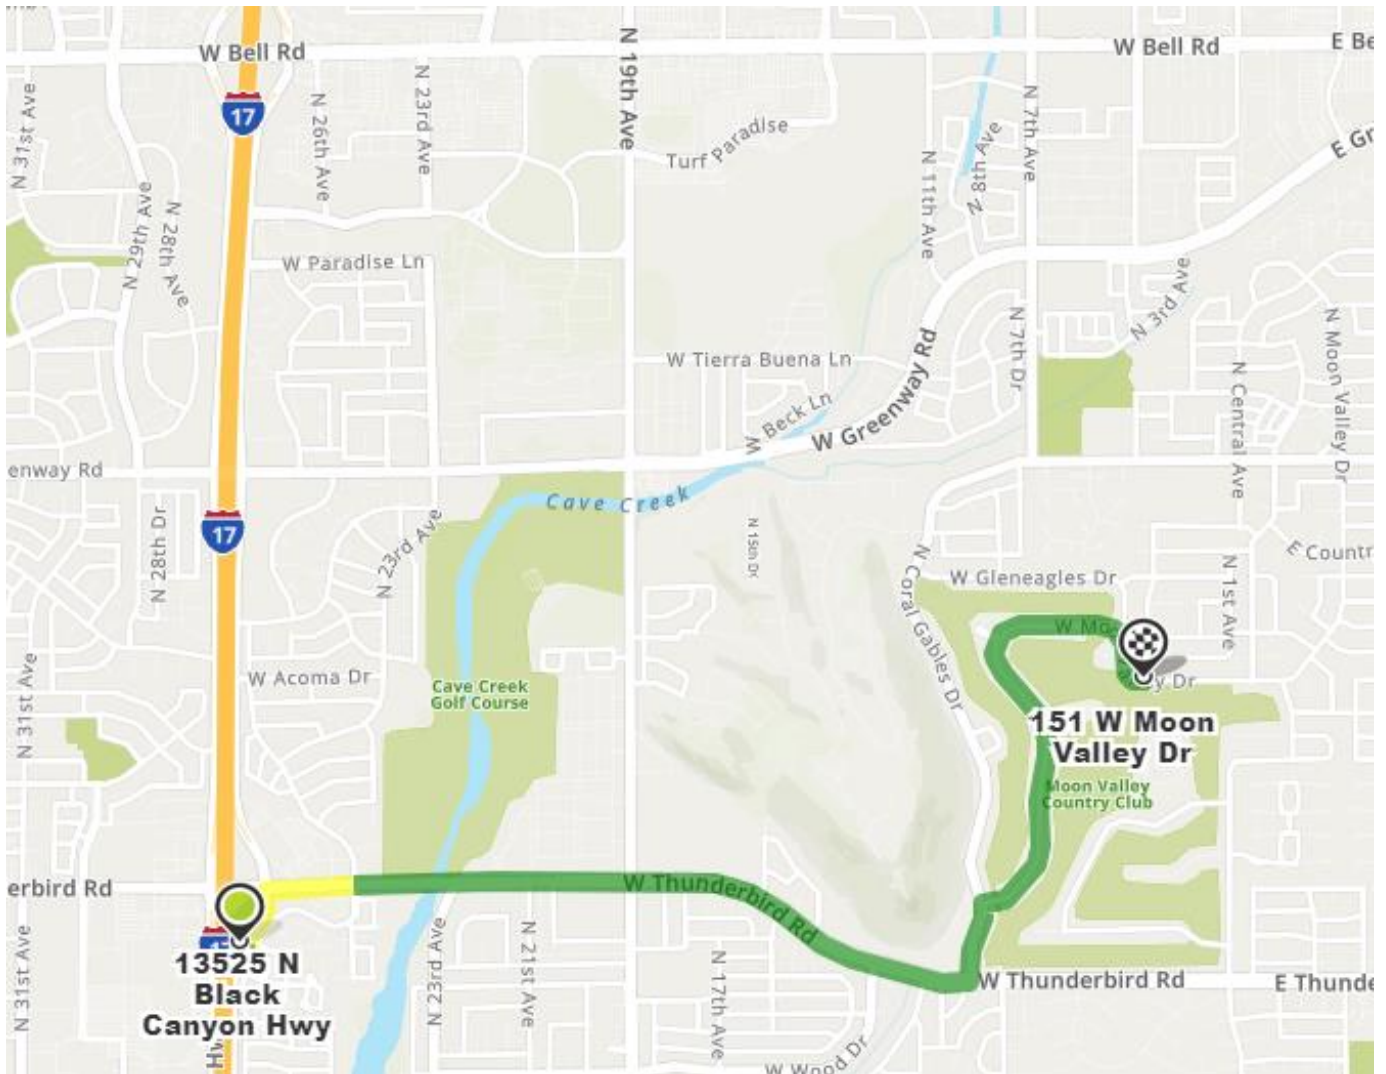 W Bell Rd
W Bell Rd
E Be
17
N 19th Ave
N 31st Ave
N 26th Ave
N 23rd Ave
Turf Paradise
N 7th Ave
N 8th Ave
N 11th Ave
E Gr
N 29th Ave
N 28th Ave
W Paradise Ln
N 3rd Ave
N 7th Dr
N Moon Valley Dr
W Tierra Buena Ln
W Beck Ln
W Greenway Rd
N Central Ave
enway Rd
Cave Creek
17
N 28th Dr
N 23rd Ave
N 15th Dr
N Coral Gables Dr
W Gleneagles Dr
N 1st Ave
E Countr
W Mo
lley Dr
N 31st Ave
W Acoma Dr
Cave Creek
Golf Course
151 W Moon
Valley Dr
Moon Valley
Country Club
erbird Rd
W Thunderbird Rd
13525 N
Black
Canyon Hwy
N 31st Ave
N 23rd Ave
N 21st Ave
N 17th Ave
W Thunderbird Rd
E Thunde
W Wood Dr
Hw